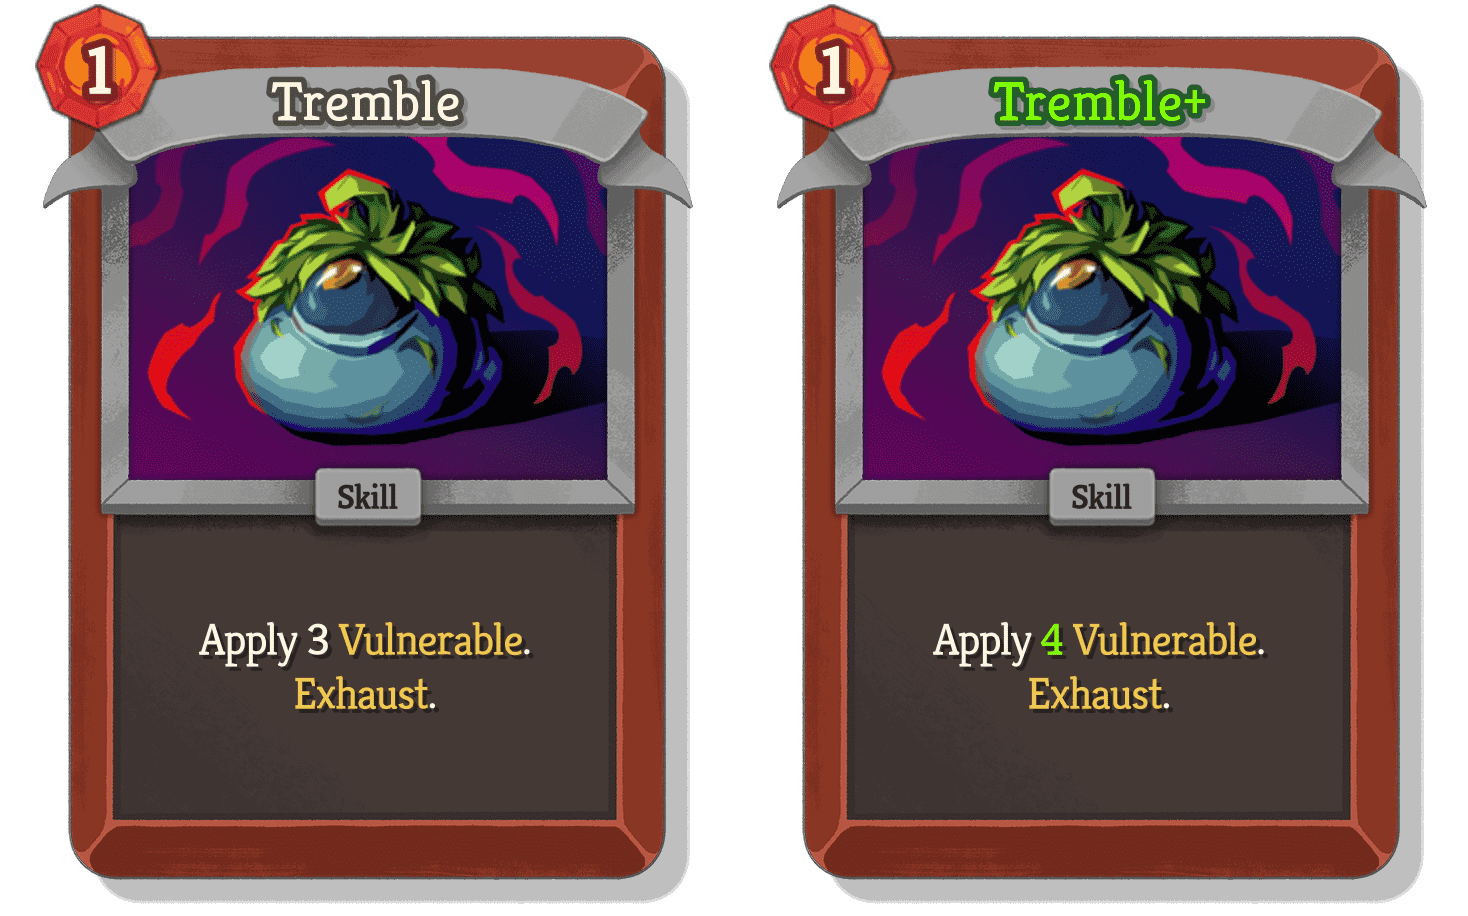 1
Tremble
Skill
Apply 3 Vulnerable.
Exhaust.
1
Tremble+
Skill
Apply 4 Vulnerable.
Exhaust.